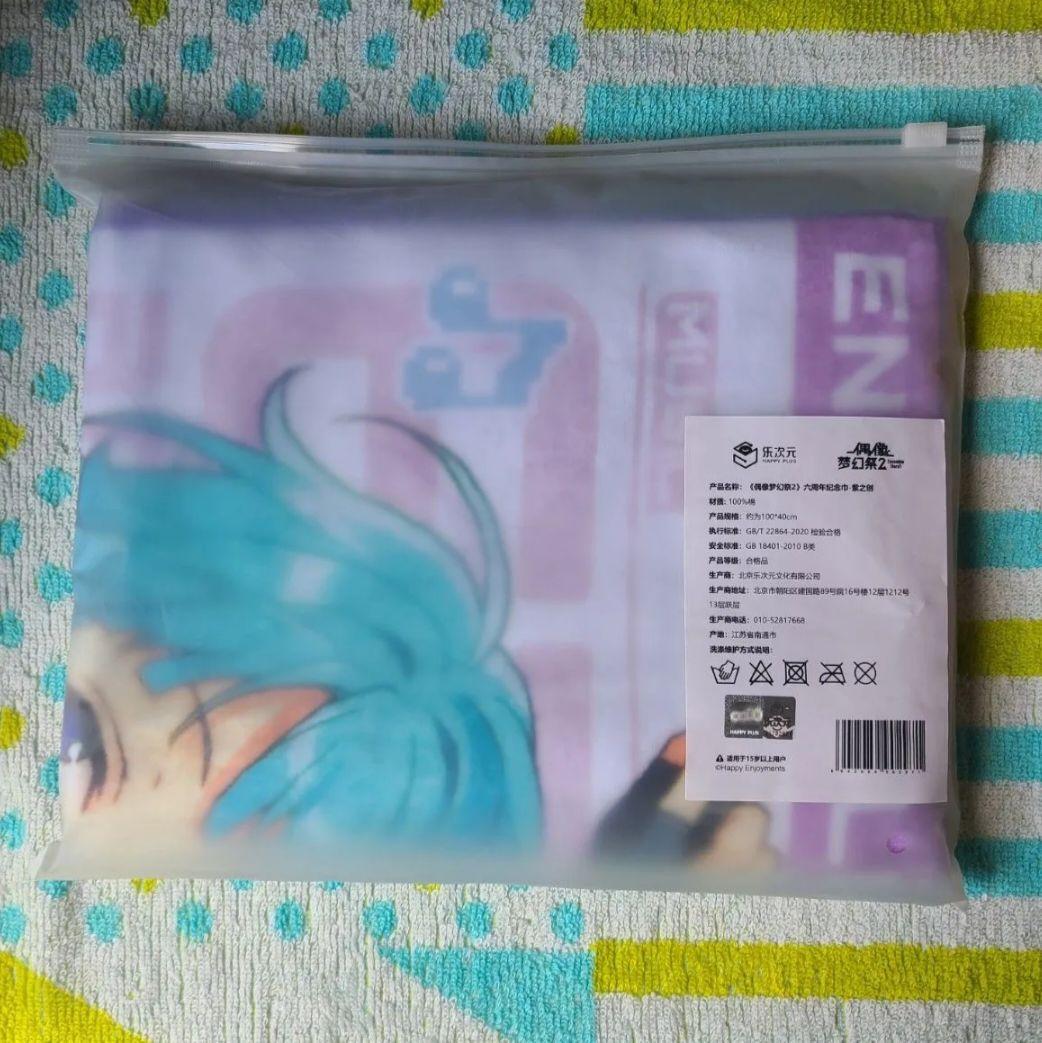 EN
MU
乐次元
HAPPY PLUS
偶像
梦幻祭2
产品名称：《偶像梦幻祭2》六周年纪念巾-紫之创
材质：100%棉
产品规格：约为100*40cm
执行标准：GB/T 22864-2020 检验合格
安全标准：GB 18401-2010 B类
产品等级：合格品
生产商：北京乐次元文化有限公司
生产商地址：北京市朝阳区建国路89号院16号楼12层1212号
13层跃层
生产商电话：010-52817668
产地：江苏省南通市
洗涤维护方式说明：
HAPPY PLUS
适用于15岁以上用户
©Happy Enjoyments